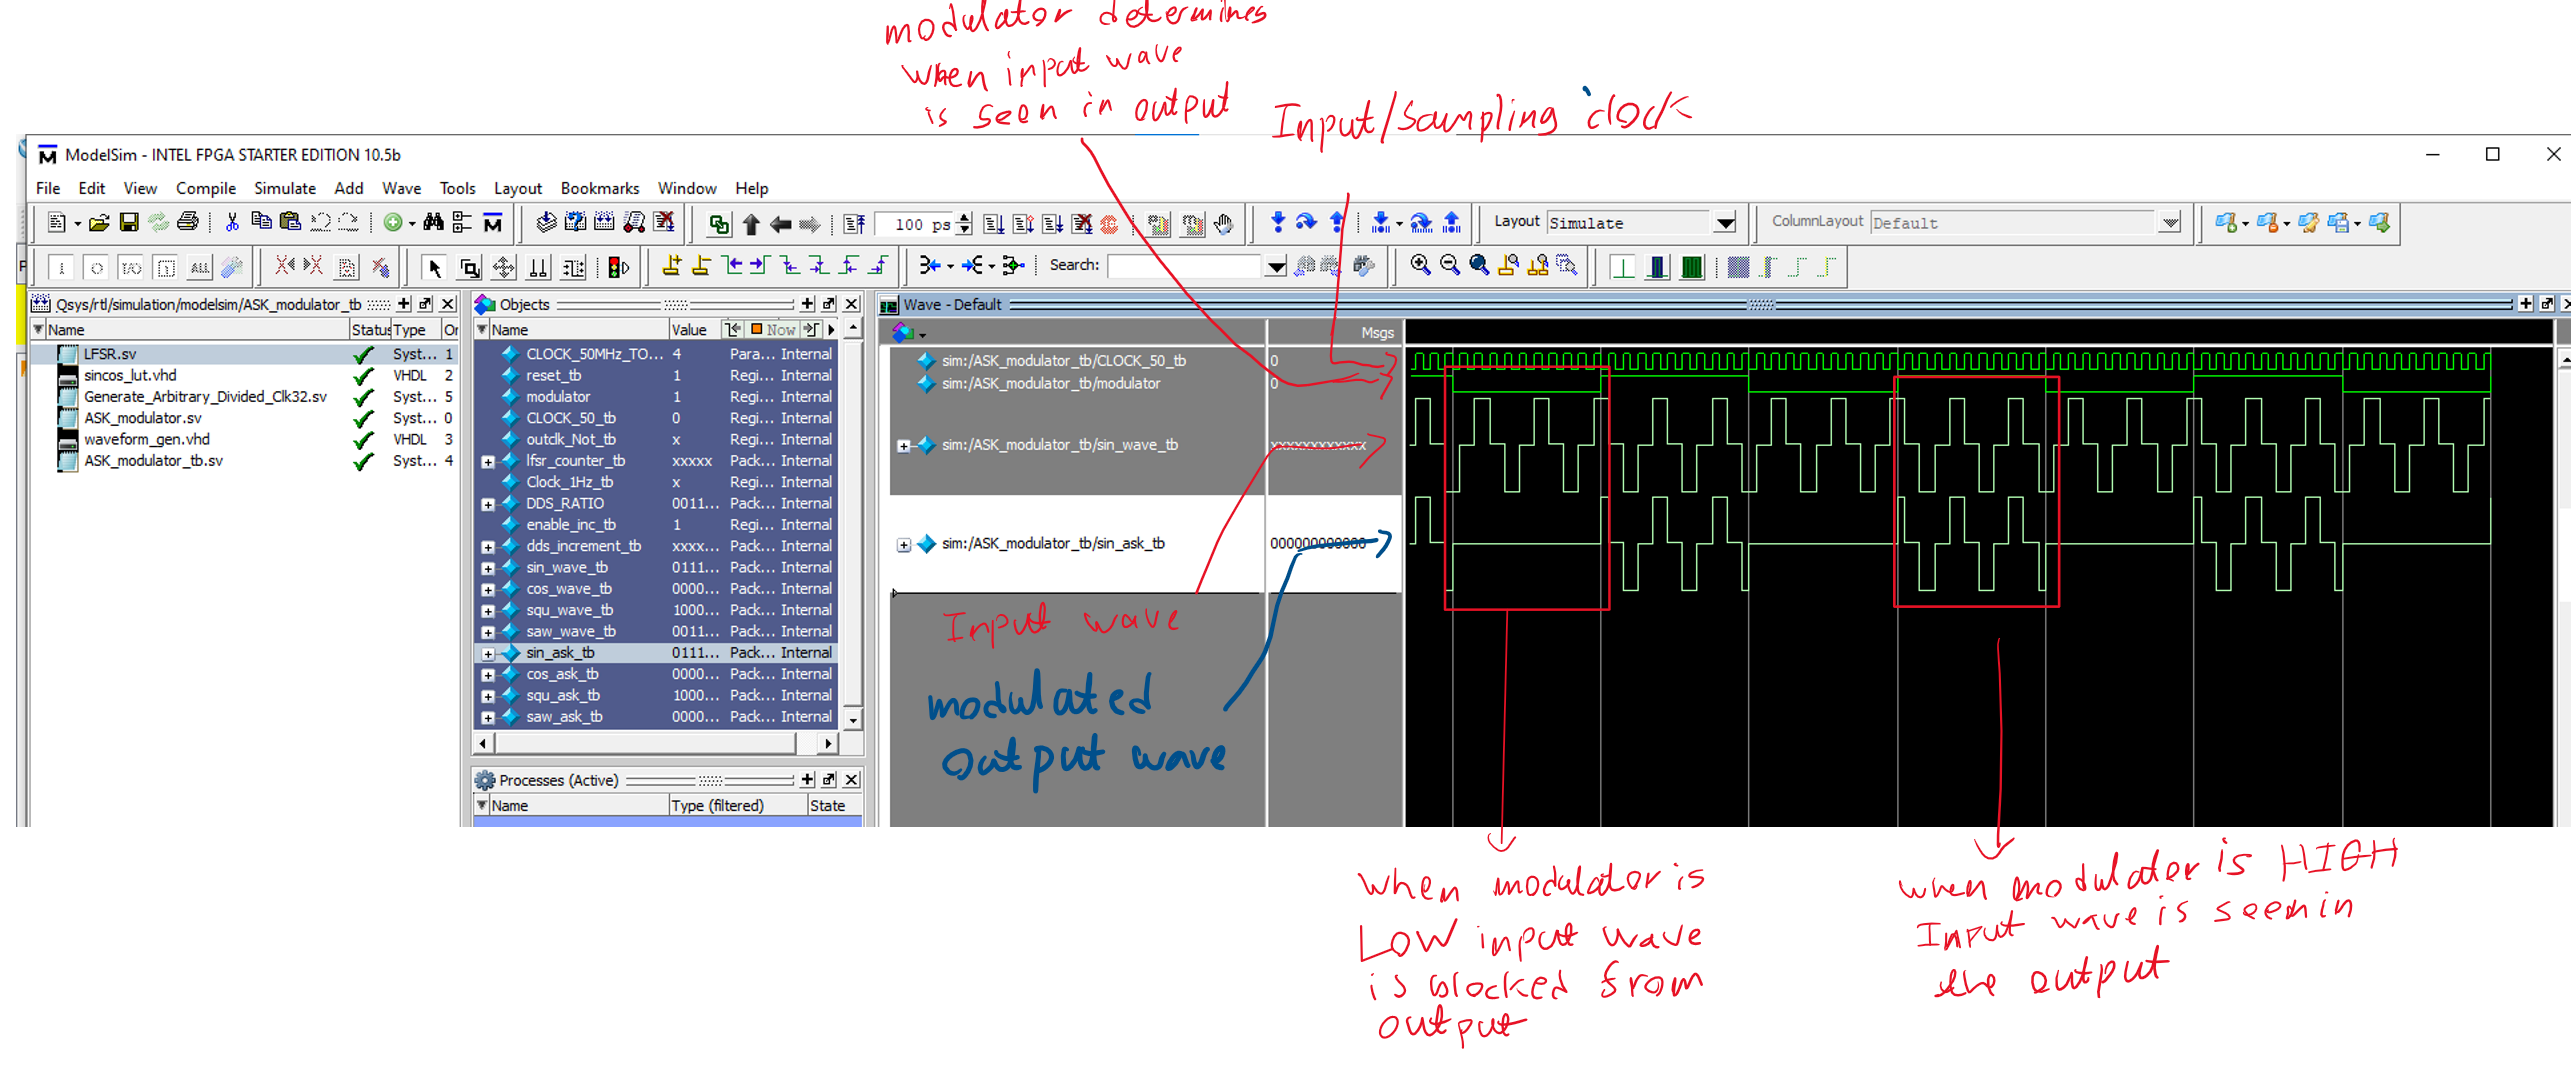 modulator determines
when input wave
is seen in output
Input/Sampling clock
ModelSim - INTEL FPGA STARTER EDITION 10.5b
File Edit View Compile Simulate Add Wave Tools Layout Bookmarks Window Help
100 ps
Layout Simulate
ColumnLayout Default
Search:
Qsys/rtl/simulation/modelsim/ASK_modulator_tb
Name Status Type Or
LFSR.sv Syst... 1
sincos_lut.vhd VHDL 2
Generate_Arbitrary_Divided_Clk32.sv Syst... 5
ASK_modulator.sv Syst... 0
waveform_gen.vhd VHDL 3
ASK_modulator_tb.sv Syst... 4
Objects
Name Value Now
CLOCK_50MHz_TO... 4 Para... Internal
reset_tb 1 Regi... Internal
modulator 1 Regi... Internal
CLOCK_50_tb 0 Regi... Internal
outclk_Not_tb x Regi... Internal
lfsr_counter_tb xxxxx Pack... Internal
Clock_1Hz_tb x Regi... Internal
DDS_RATIO 0011... Pack... Internal
enable_inc_tb 1 Regi... Internal
dds_increment_tb xxxx... Pack... Internal
sin_wave_tb 0111... Pack... Internal
cos_wave_tb 0000... Pack... Internal
squ_wave_tb 1000... Pack... Internal
saw_wave_tb 0011... Pack... Internal
sin_ask_tb 0111... Pack... Internal
cos_ask_tb 0000... Pack... Internal
squ_ask_tb 1000... Pack... Internal
saw_ask_tb 0000... Pack... Internal
Processes (Active)
Name Type (filtered) State
Wave - Default
Msgs
sim:/ASK_modulator_tb/CLOCK_50_tb 0
sim:/ASK_modulator_tb/modulator 0
sim:/ASK_modulator_tb/sin_wave_tb xxxxxxxxxxxx
sim:/ASK_modulator_tb/sin_ask_tb 000000000000
Input wave
modulated
output wave
when modulator is
LOW input wave
is blocked from
output
when modulator is HIGH
Input wave is seen in
the output